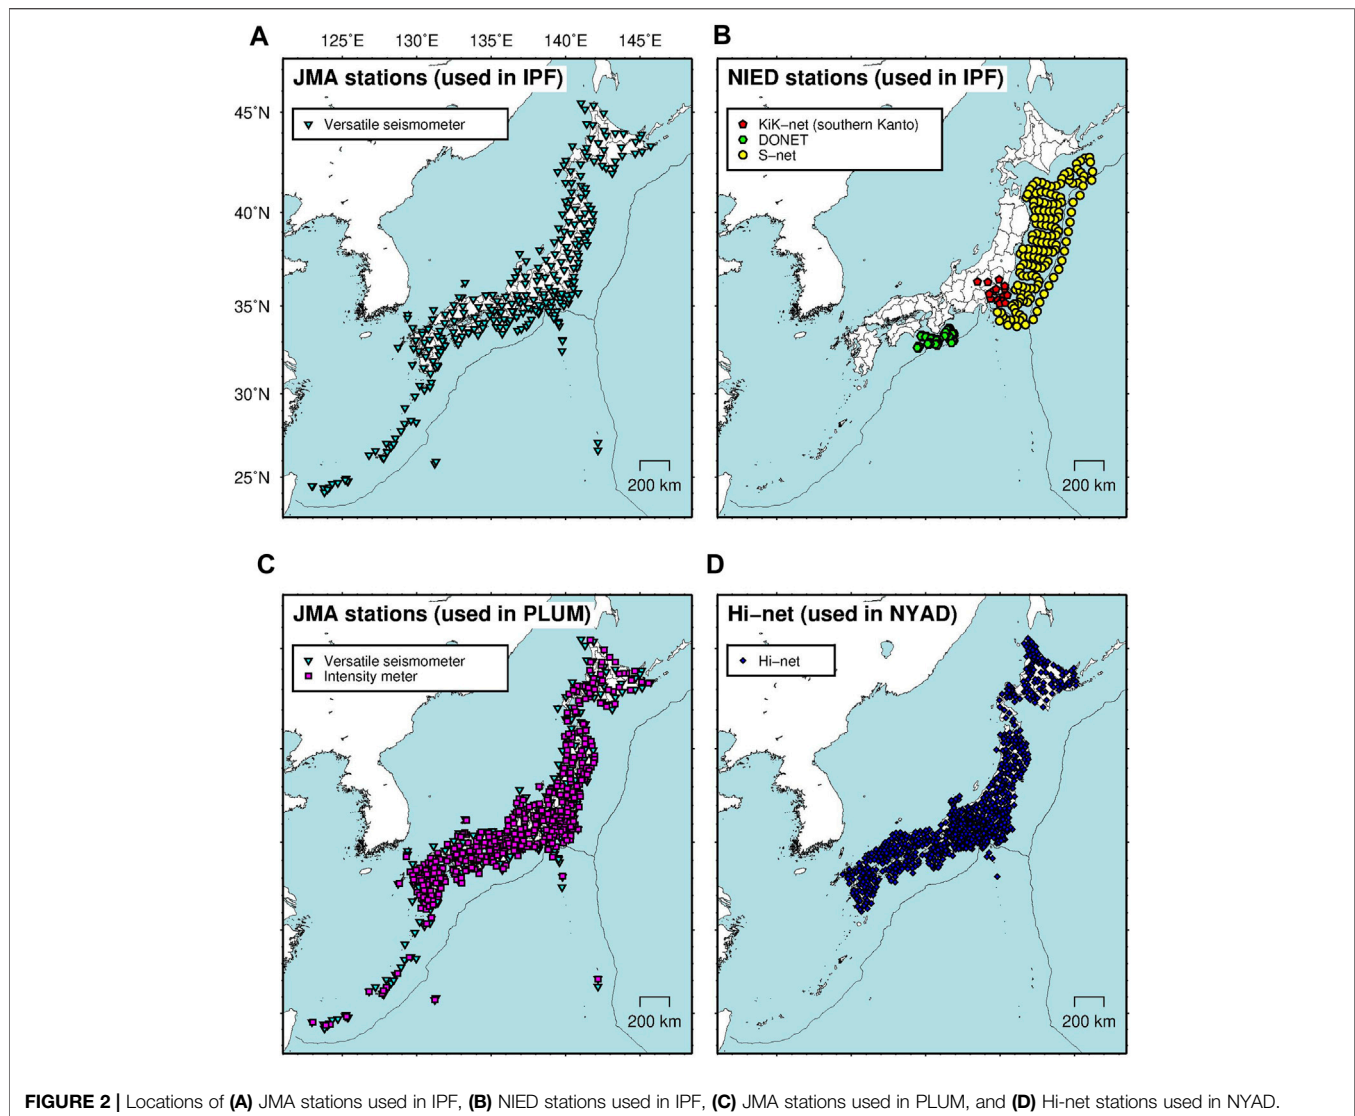 A
B
125˚E 130˚E 135˚E 140˚E 145˚E
JMA stations (used in IPF)
Versatile seismometer
45˚N
40˚N
35˚N
30˚N
25˚N
200 km
NIED stations (used in IPF)
KiK−net (southern Kanto)
DONET
S−net
200 km
C
D
JMA stations (used in PLUM)
Versatile seismometer
Intensity meter
200 km
Hi−net (used in NYAD)
Hi−net
200 km
FIGURE 2 | Locations of (A) JMA stations used in IPF, (B) NIED stations used in IPF, (C) JMA stations used in PLUM, and (D) Hi-net stations used in NYAD.